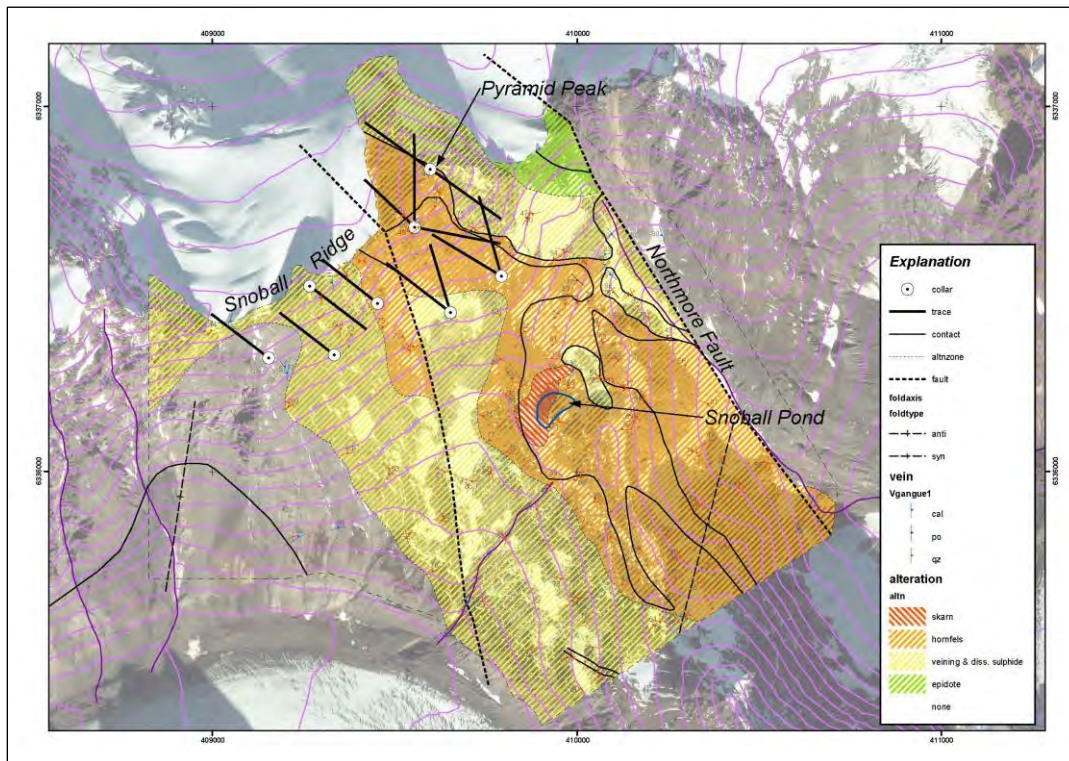 409000
410000
411000
6337000
6337000
Pyramid Peak
Snoball Ridge
Northmore Fault
Snoball Pond
6336000
6336000
Explanation
collar
trace
contact
altnzone
fault
foldaxis
foldtype
anti
syn
vein
Vgangue1
cal
po
qz
alteration
altn
skarn
hornfels
veining & diss. sulphide
epidote
none
409000
410000
411000